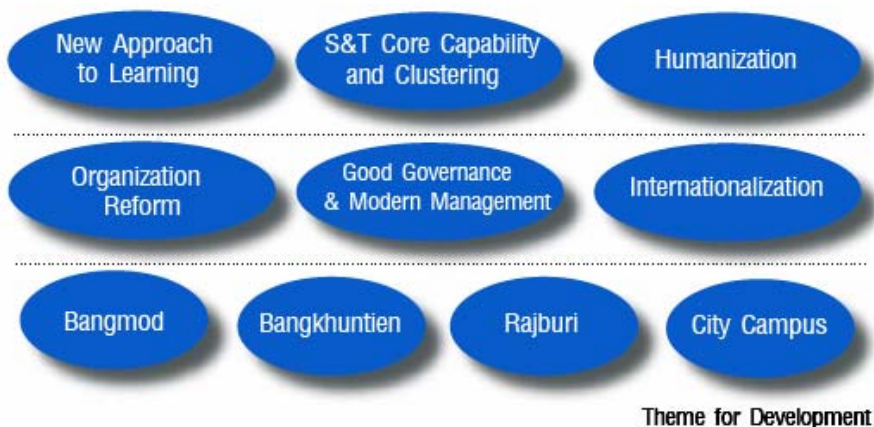 New Approach
to Learning
S&T Core Capability
and Clustering
Humanization
Organization
Reform
Good Governance
& Modern Management
Internationalization
Bangmod
Bangkhuntien
Rajburi
City Campus
Theme for Development